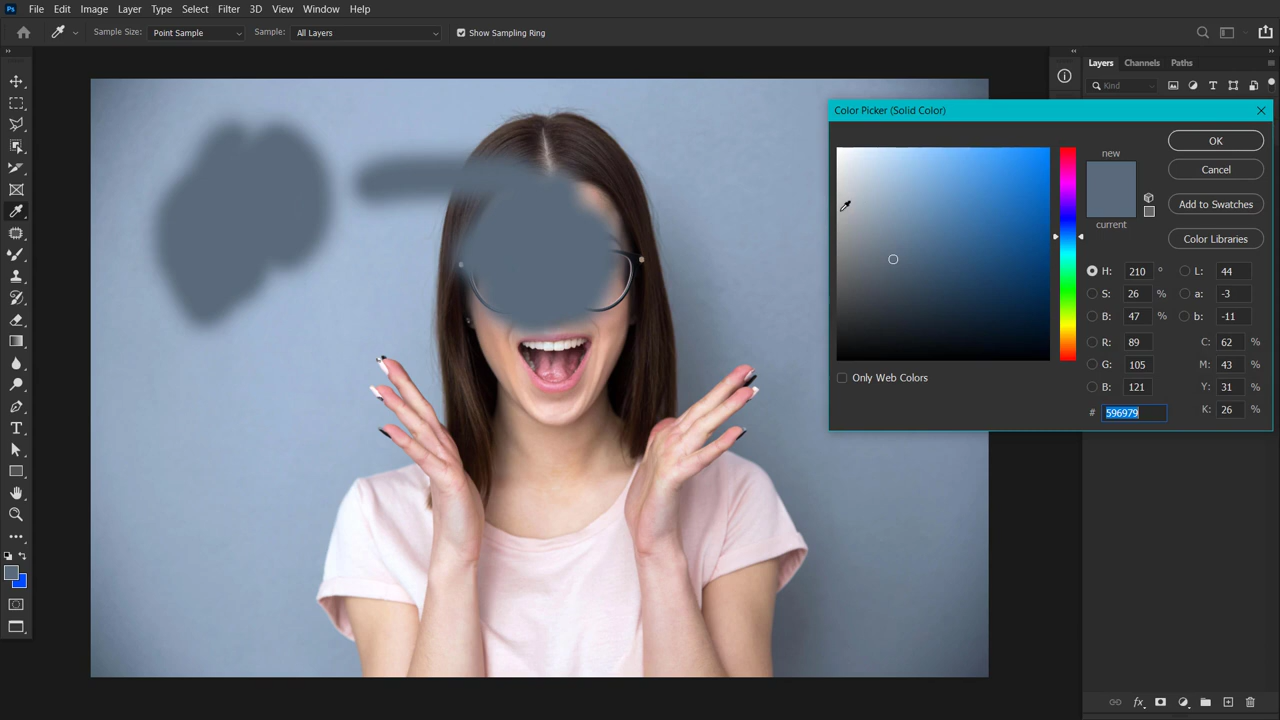 Ps File Edit Image Layer Type Select Filter 3D View Window Help
Sample Size: Point Sample Sample: All Layers Show Sampling Ring
Layers Channels Paths
Kind
Color Picker (Solid Color)
new
current
OK
Cancel
Add to Swatches
Color Libraries
H: 210 ° L: 44
S: 26 % a: -3
B: 47 % b: -11
R: 89 C: 62 %
G: 105 M: 43 %
B: 121 Y: 31 %
# 596979 K: 26 %
Only Web Colors
fx